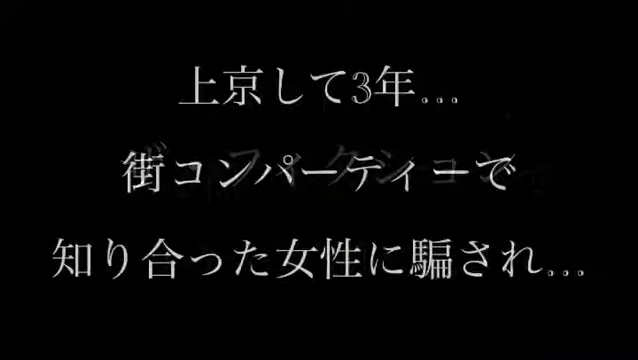 上京して3年…
街コンパーティーで
知り合った女性に騙され…